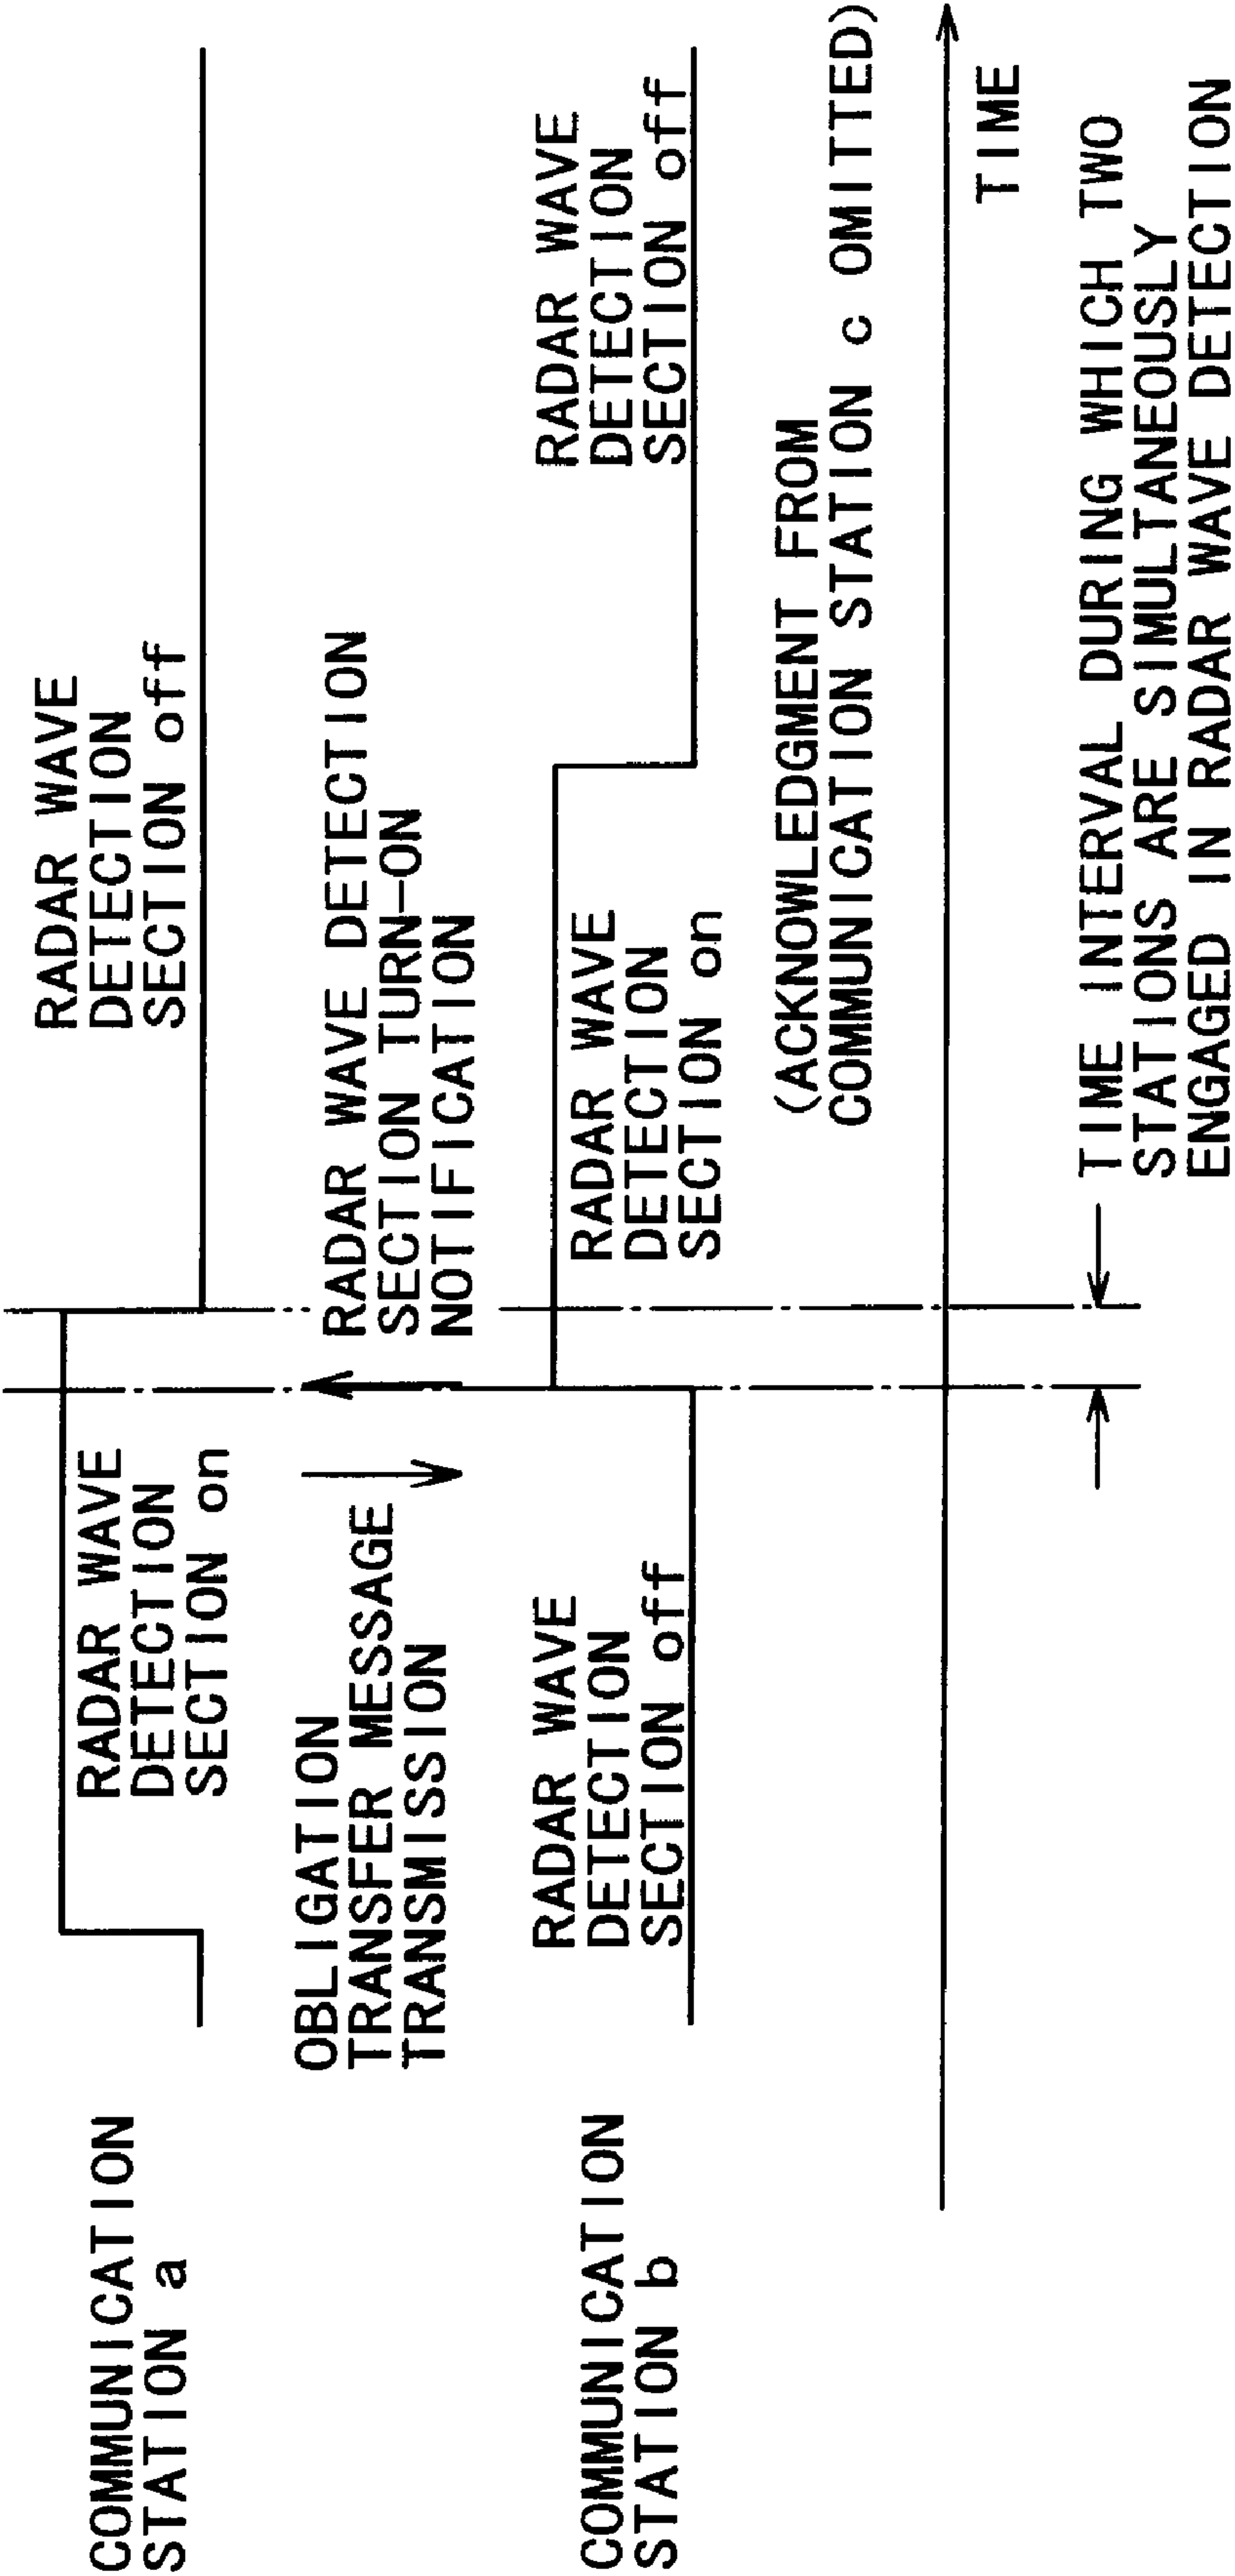 COMMUNICATION
STATION a
RADAR WAVE
DETECTION
SECTION on
RADAR WAVE
DETECTION
SECTION off
OBLIGATION
TRANSFER MESSAGE
TRANSMISSION
RADAR WAVE DETECTION
SECTION TURN-ON
NOTIFICATION
COMMUNICATION
STATION b
RADAR WAVE
DETECTION
SECTION off
RADAR WAVE
DETECTION
SECTION on
RADAR WAVE
DETECTION
SECTION off
(ACKNOWLEDGMENT FROM
COMMUNICATION STATION c OMITTED)
TIME
TIME INTERVAL DURING WHICH TWO
STATIONS ARE SIMULTANEOUSLY
ENGAGED IN RADAR WAVE DETECTION